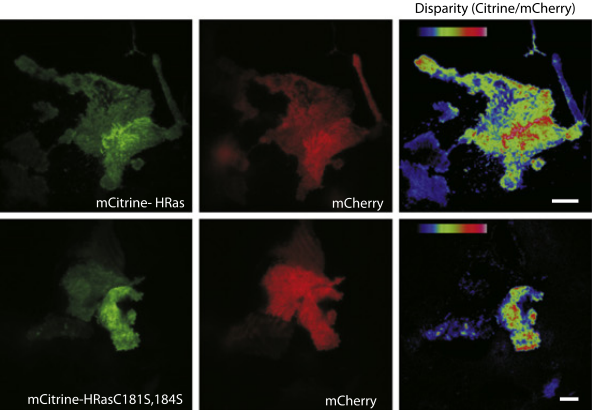 Disparity (Citrine/mCherry)
mCitrine- HRas
mCherry
mCitrine-HRasC181S,184S
mCherry